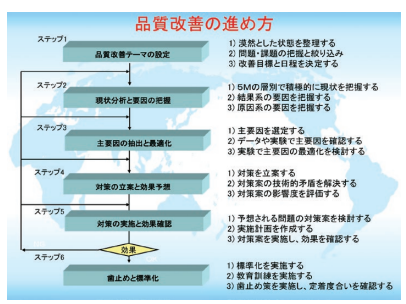 品質改善の進め方
ステップ1
品質改善テーマの設定
1) 漠然とした状態を整理する
2) 問題・課題の把握と絞り込み
3) 改善目標と日程を決定する
ステップ2
現状分析と要因の把握
1) 5Mの層別で積極的に現状を把握する
2) 結果系の要因を把握する
3) 原因系の要因を把握する
ステップ3
主要因の抽出と最適化
1) 主要因を選定する
2) データや実験で主要因を確認する
3) 実験で主要因の最適化を検討する
ステップ4
対策の立案と効果予想
1) 対策を立案する
2) 対策案の技術的矛盾を解決する
3) 対策案の影響度を評価する
ステップ5
対策の実施と効果確認
1) 予想される問題の対策案を検討する
2) 実施計画を作成する
3) 対策案を実施し、効果を確認する
効果
ステップ6
歯止めと標準化
1) 標準化を実施する
2) 教育訓練を実施する
3) 歯止め策を実施し、定着度合いを確認する